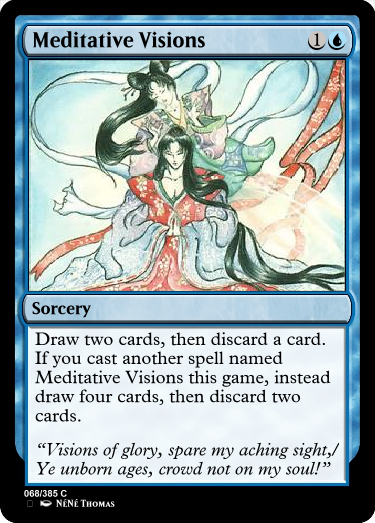 Meditative Visions 1
Sorcery
Draw two cards, then discard a card.
If you cast another spell named
Meditative Visions this game, instead
draw four cards, then discard two
cards.
“Visions of glory, spare my aching sight,/
Ye unborn ages, crowd not on my soul!”
068/385 C
NéNé Thomas